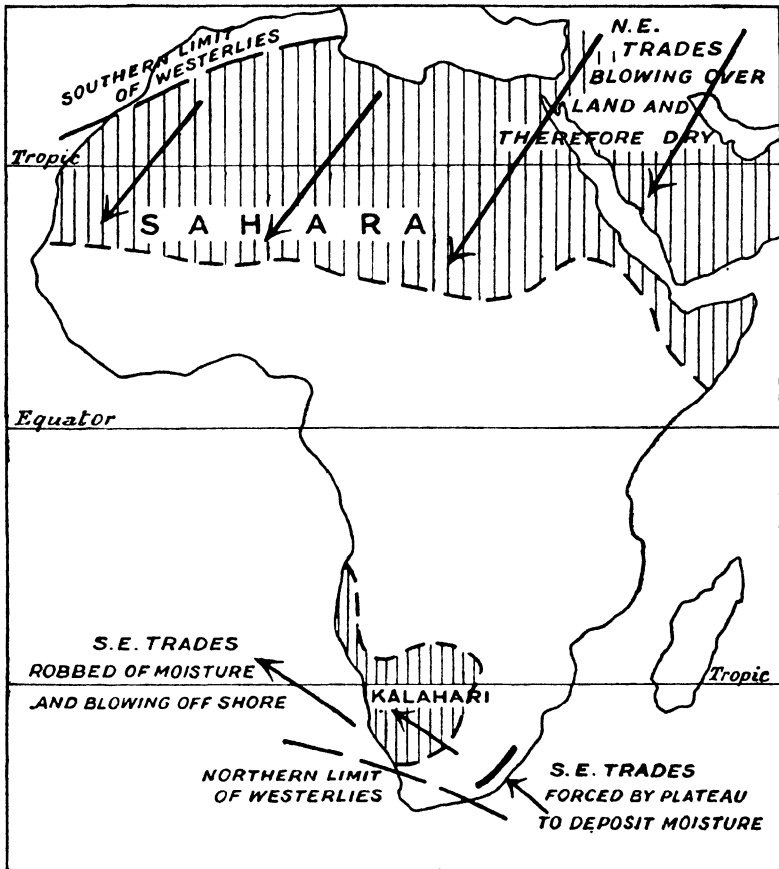 SOUTHERN LIMIT
OF WESTERLIES
N.E.
TRADES
BLOWING OVER
LAND AND
THEREFORE DRY
Tropic
SAHARA
Equator
S.E. TRADES
ROBBED OF MOISTURE
AND BLOWING OFF SHORE
KALAHARI
Tropic
NORTHERN LIMIT
OF WESTERLIES
S.E. TRADES
FORCED BY PLATEAU
TO DEPOSIT MOISTURE